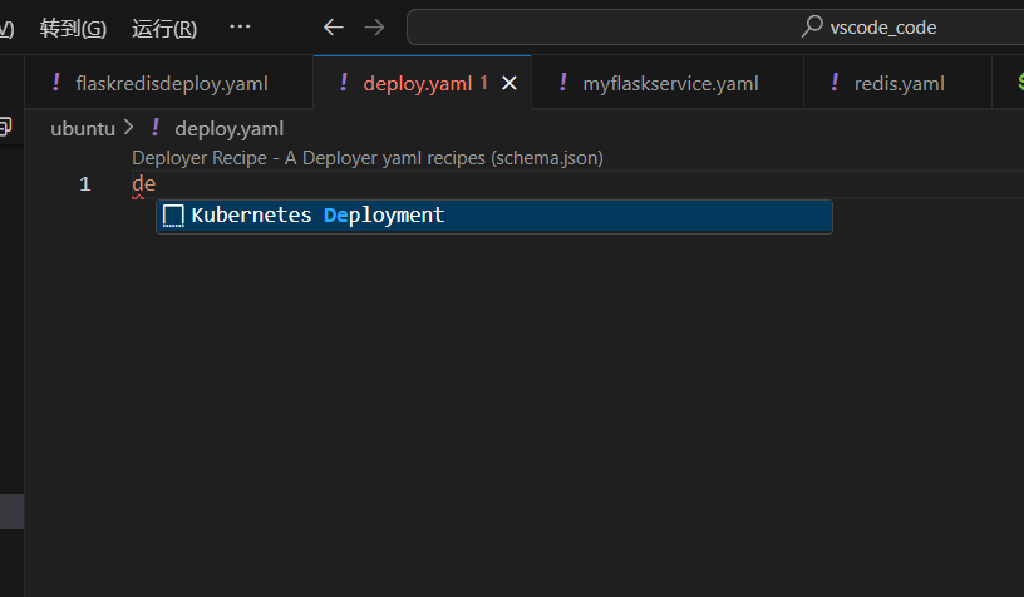 V) 转到(G) 运行(R) ··· vscode_code
! flaskredisdeploy.yaml ! deploy.yaml 1 ! myflaskservice.yaml ! redis.yaml
ubuntu > ! deploy.yaml
Deployer Recipe - A Deployer yaml recipes (schema.json)
1 de
Kubernetes Deployment